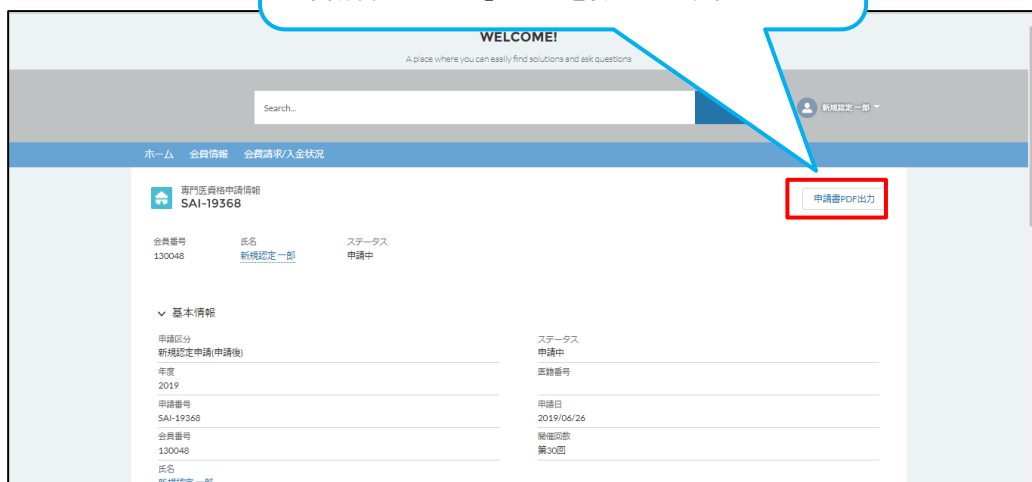 WELCOME!
A place where you can easily find solutions and ask questions
Search...
新規認定 一郎
ホーム 会員情報 会費請求/入金状況
専門医資格申請情報
SAI-19368
申請書PDF出力
会員番号 氏名 ステータス
130048 新規認定 一郎 申請中
基本情報
申請区分 ステータス
新規認定申請(申請後) 申請中
年度 医籍番号
2019
申請番号 申請日
SAI-19368 2019/06/26
会員番号 開催回数
130048 第30回
氏名